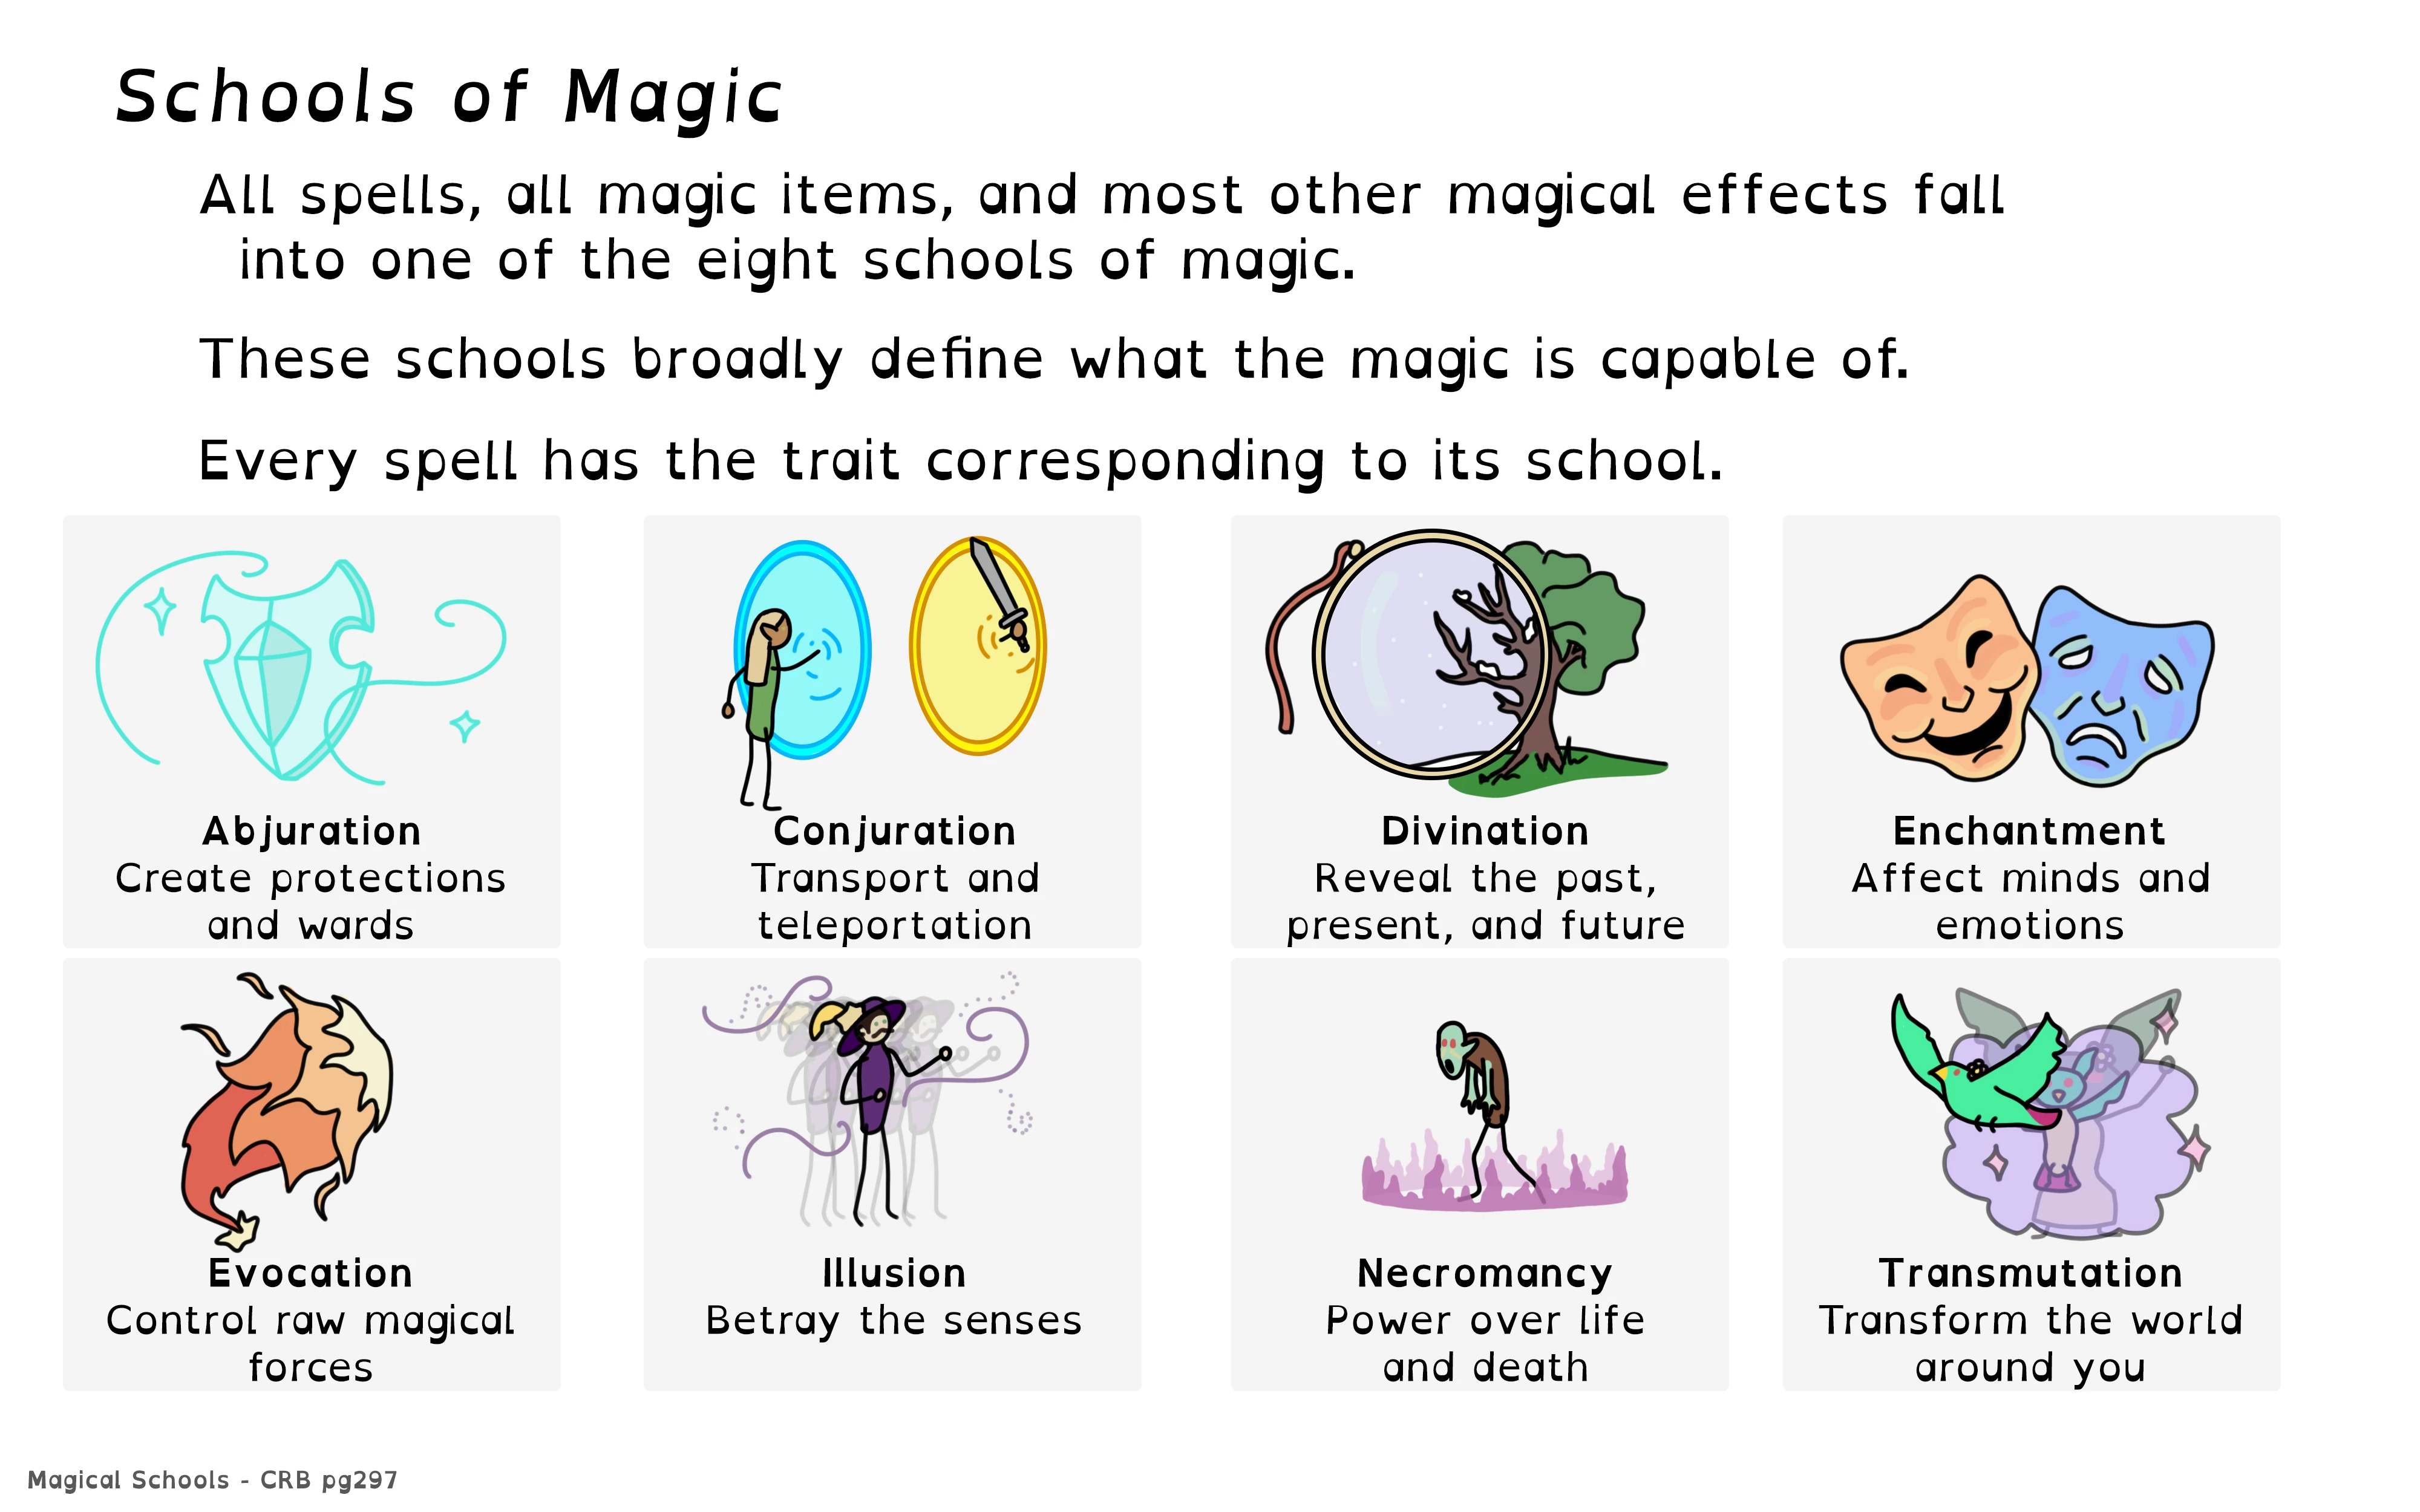 Schools of Magic
All spells, all magic items, and most other magical effects fall
into one of the eight schools of magic.
These schools broadly define what the magic is capable of.
Every spell has the trait corresponding to its school.
Abjuration
Create protections
and wards
Conjuration
Transport and
teleportation
Divination
Reveal the past,
present, and future
Enchantment
Affect minds and
emotions
Evocation
Control raw magical
forces
Illusion
Betray the senses
Necromancy
Power over life
and death
Transmutation
Transform the world
around you
Magical Schools - CRB pg297